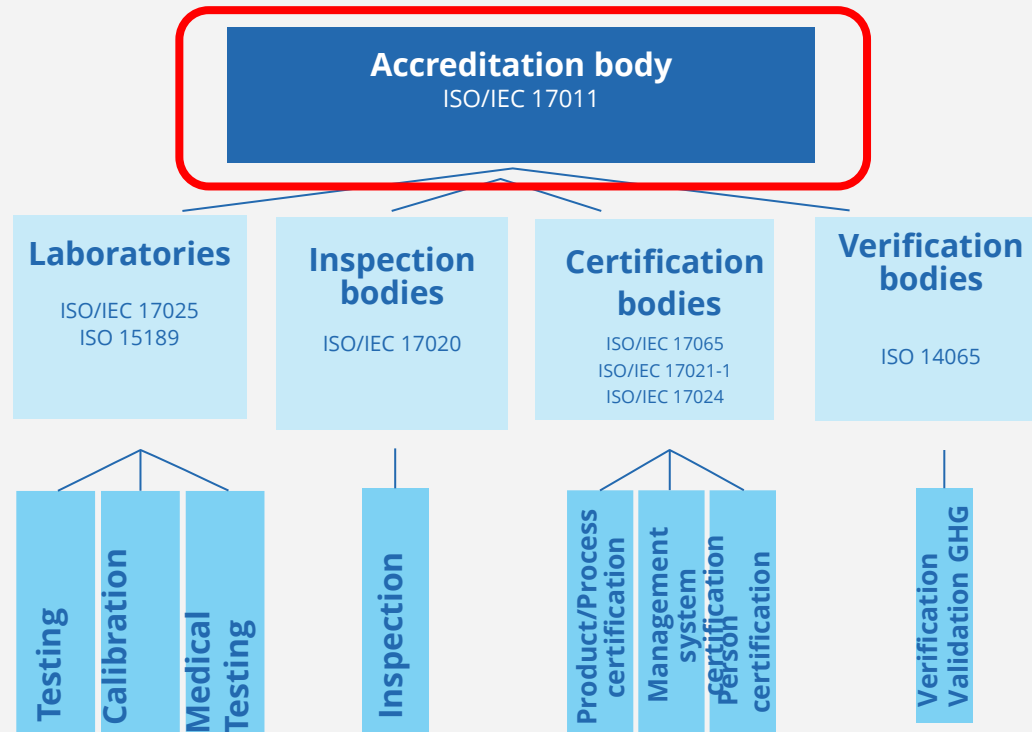 Accreditation body
ISO/IEC 17011
Laboratories
ISO/IEC 17025
ISO 15189
Inspection
bodies
ISO/IEC 17020
Certification
bodies
ISO/IEC 17065
ISO/IEC 17021-1
ISO/IEC 17024
Verification
bodies
ISO 14065
Testing
Calibration
Medical
Testing
Inspection
Product/Process
certification
Management
system
certification
Person
certification
Verification
Validation GHG